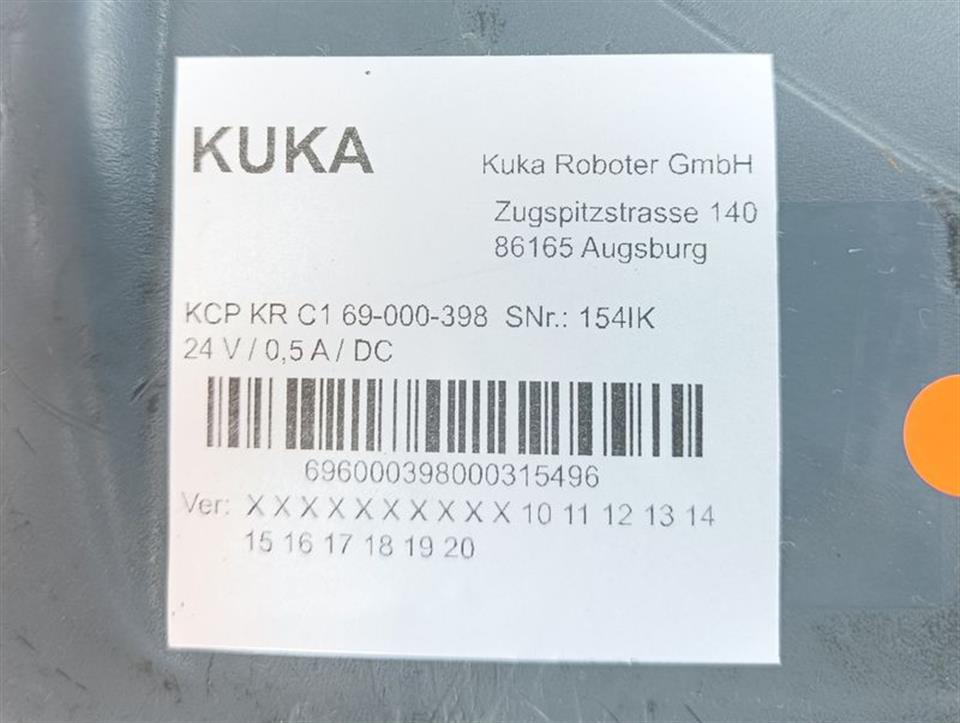 KUKA
Kuka Roboter GmbH
Zugspitzstrasse 140
86165 Augsburg
KCP KR C1 69-000-398 SNr.: 154IK
24 V / 0,5 A / DC
696000398000315496
Ver: X X X X X X X X X X 10 11 12 13 14
15 16 17 18 19 20